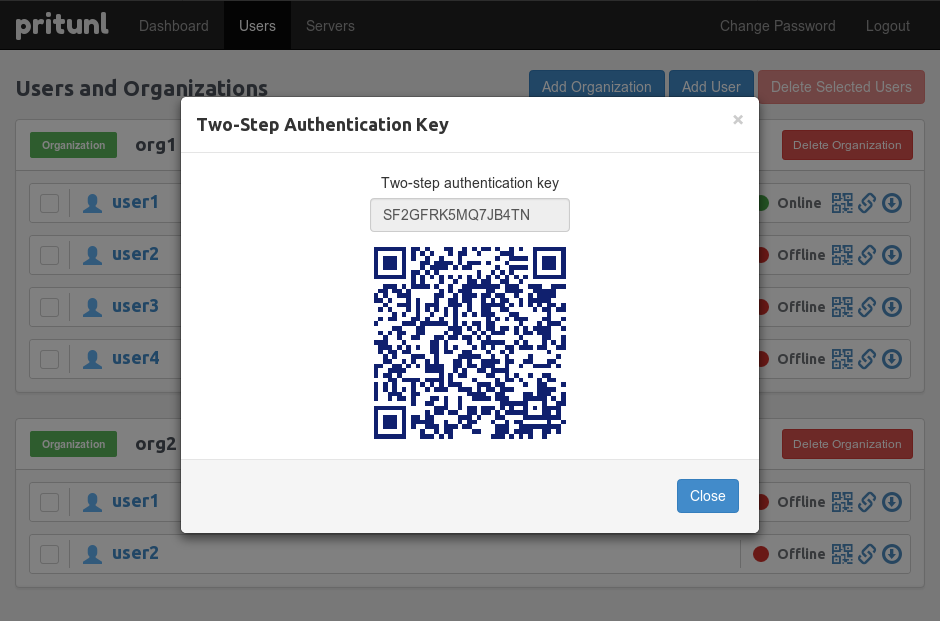 pritunl Dashboard Users Servers Change Password Logout
Users and Organizations Add Organization Add User Delete Selected Users
Two-Step Authentication Key ×
Organization org1 Delete Organization
Two-step authentication key
SF2GFRK5MQ7JB4TN
user1 Online
user2 Offline
user3 Offline
user4 Offline
Organization org2 Delete Organization
Close
user1 Offline
user2 Offline